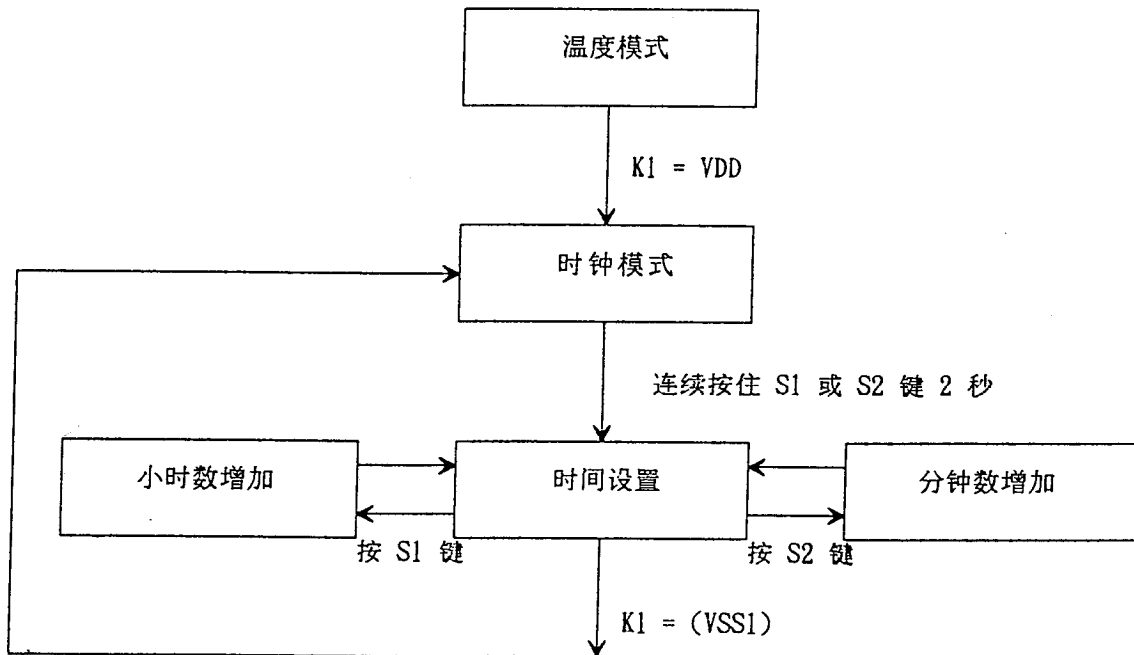 温度模式
K1 = VDD
时钟模式
连续按住 S1 或 S2 键 2 秒
小时数增加
时间设置
分钟数增加
按 S1 键
按 S2 键
K1 = (VSS1)